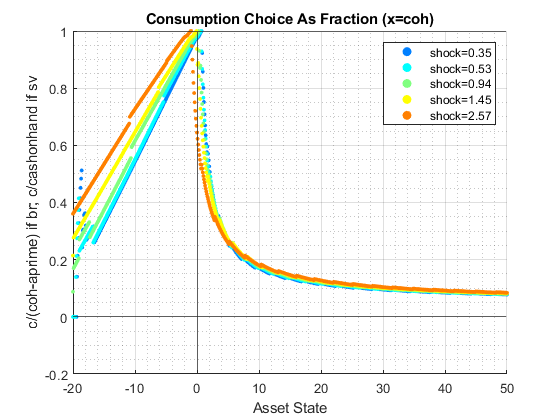 Consumption Choice As Fraction (x=coh)
c/(coh-aprime) if br; c/cashonhand if sv
1
0.8
0.6
0.4
0.2
0
-0.2
shock=0.35
shock=0.53
shock=0.94
shock=1.45
shock=2.57
-20 -10 0 10 20 30 40 50
Asset State